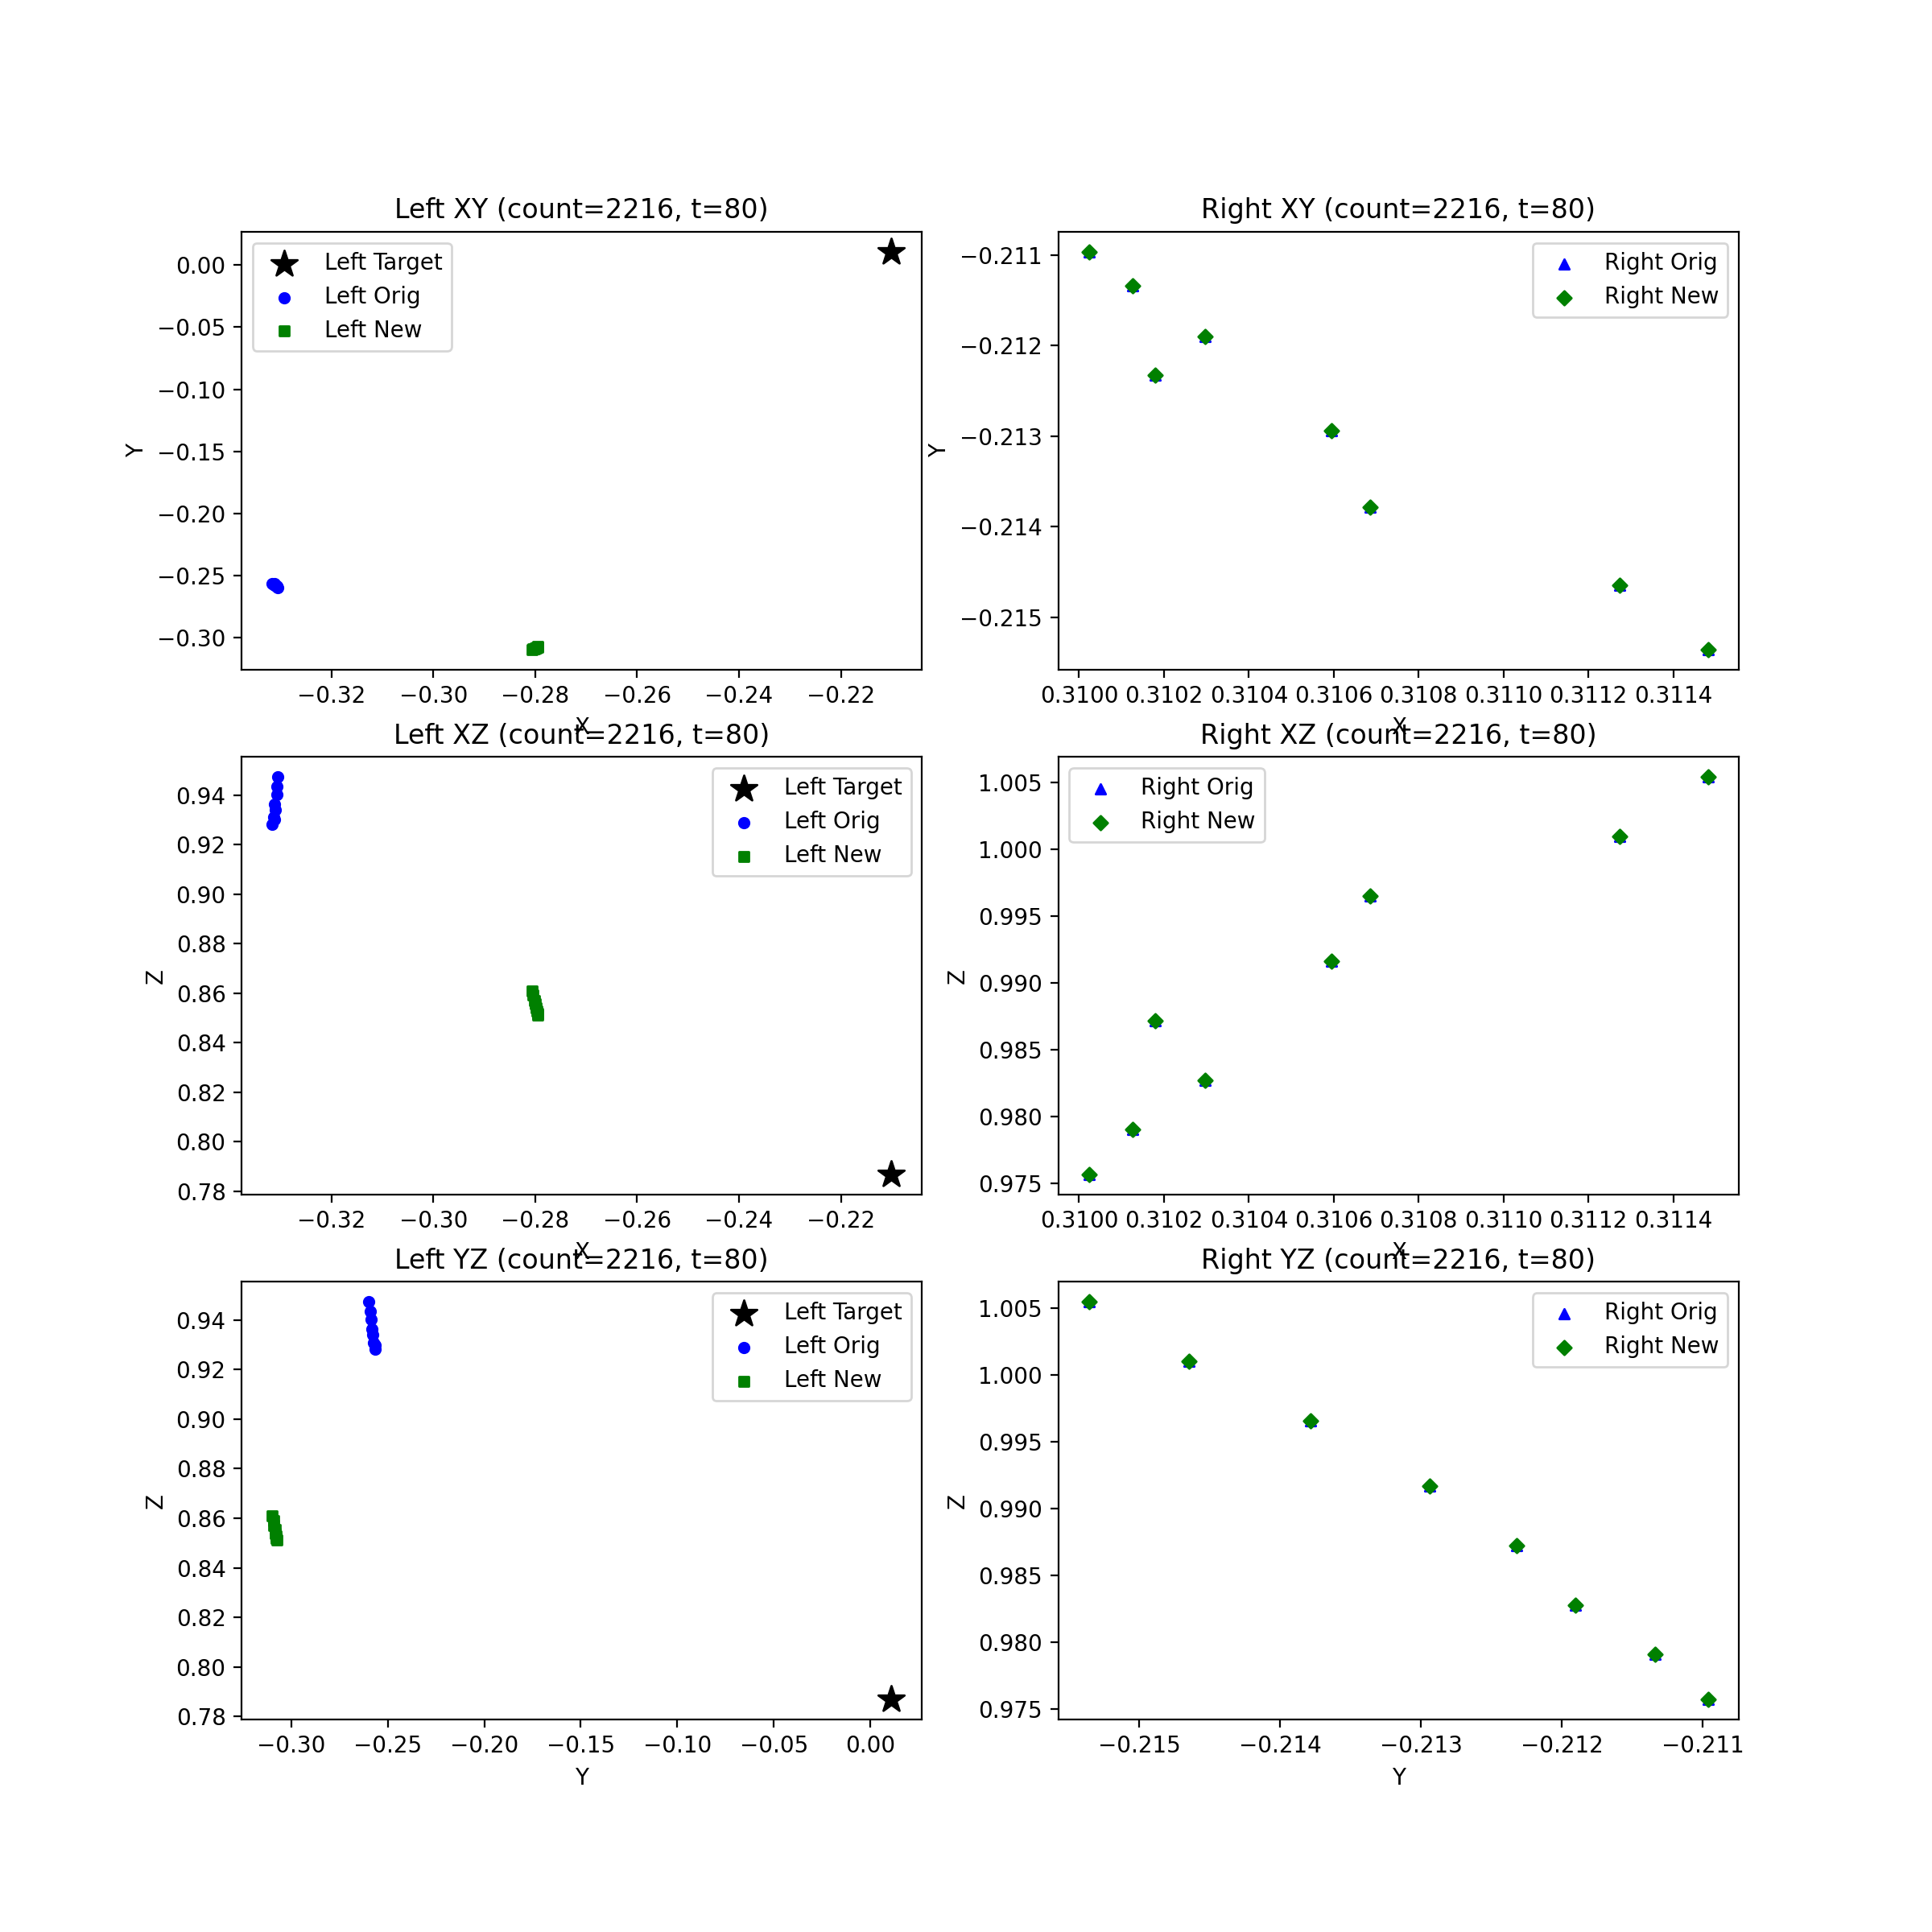 Left XY (count=2216, t=80)
Left Target
Left Orig
Left New
0.00
−0.05
−0.10
−0.15
−0.20
−0.25
−0.30
Y
−0.32 −0.30 −0.28 −0.26 −0.24 −0.22
X
Right XY (count=2216, t=80)
Right Orig
Right New
−0.211
−0.212
−0.213
−0.214
−0.215
Y
0.3100 0.3102 0.3104 0.3106 0.3108 0.3110 0.3112 0.3114
X
Left XZ (count=2216, t=80)
Left Target
Left Orig
Left New
0.94
0.92
0.90
0.88
0.86
0.84
0.82
0.80
0.78
Z
−0.32 −0.30 −0.28 −0.26 −0.24 −0.22
X
Right XZ (count=2216, t=80)
Right Orig
Right New
1.005
1.000
0.995
0.990
0.985
0.980
0.975
Z
0.3100 0.3102 0.3104 0.3106 0.3108 0.3110 0.3112 0.3114
X
Left YZ (count=2216, t=80)
Left Target
Left Orig
Left New
0.94
0.92
0.90
0.88
0.86
0.84
0.82
0.80
0.78
Z
−0.30 −0.25 −0.20 −0.15 −0.10 −0.05 0.00
Y
Right YZ (count=2216, t=80)
Right Orig
Right New
1.005
1.000
0.995
0.990
0.985
0.980
0.975
Z
−0.215 −0.214 −0.213 −0.212 −0.211
Y